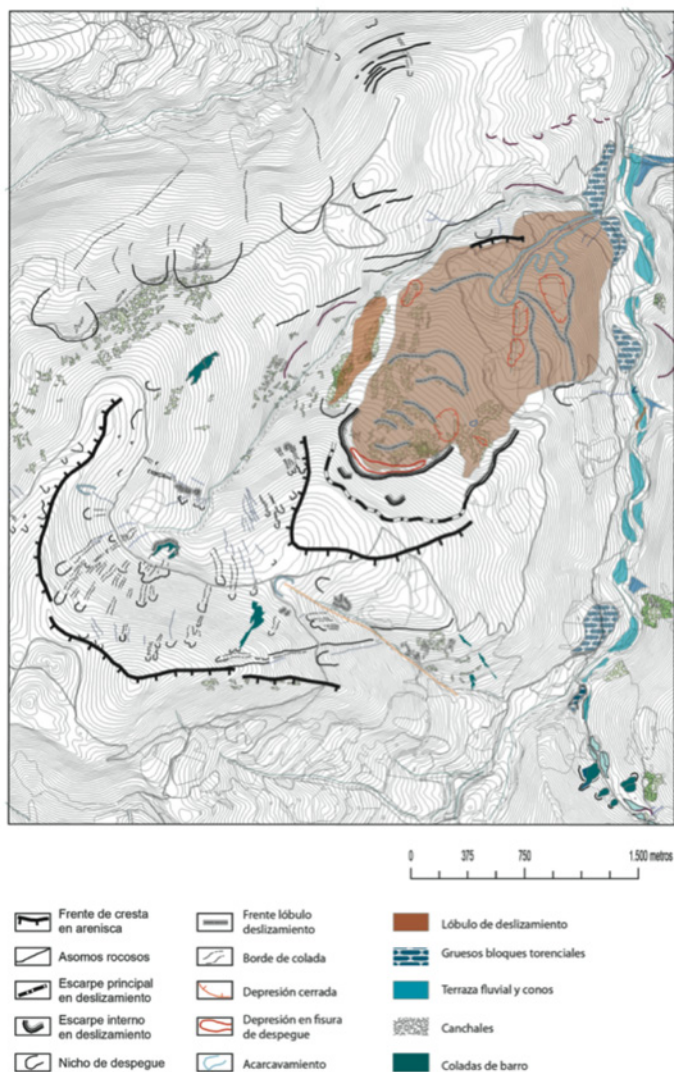 0 375 750 1.500 metros
Frente de cresta
en arenisca
Asomos rocosos
Escarpe principal
en deslizamiento
Escarpe interno
en deslizamiento
Nicho de despegue
Frente lóbulo
deslizamiento
Borde de colada
Depresión cerrada
Depresión en fisura
de despegue
Acarcavamiento
Lóbulo de deslizamiento
Gruesos bloques torenciales
Terraza fluvial y conos
Canchales
Coladas de barro